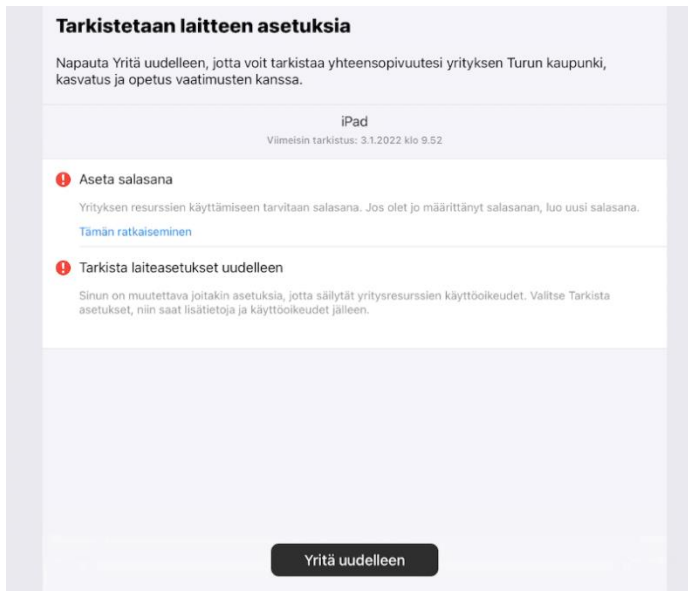 Tarkistetaan laitteen asetuksia
Napauta Yritä uudelleen, jotta voit tarkistaa yhteensopivuutesi yrityksen Turun kaupunki,
kasvatus ja opetus vaatimusten kanssa.
iPad
Viimeisin tarkistus: 3.1.2022 klo 9.52
Aseta salasana
Yrityksen resurssien käyttämiseen tarvitaan salasana. Jos olet jo määrittänyt salasanan, luo uusi salasana.
Tämän ratkaiseminen
Tarkista laiteasetukset uudelleen
Sinun on muutettava joitakin asetuksia, jotta säilytät yritysresurssien käyttöoikeudet. Valitse Tarkista
asetukset, niin saat lisätietoja ja käyttöoikeudet jälleen.
Yritä uudelleen